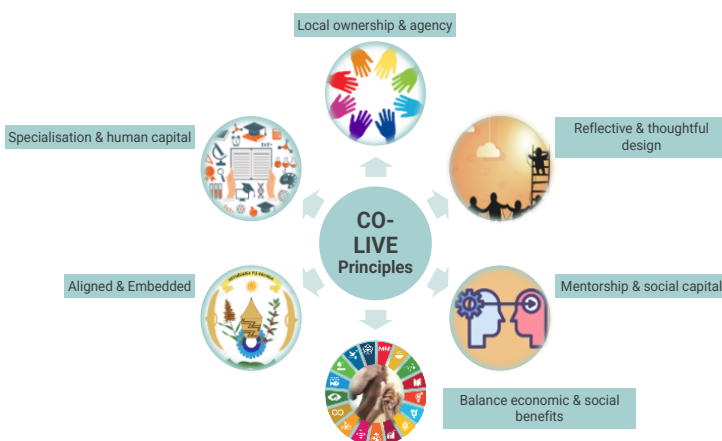 Local ownership & agency
Specialisation & human capital
Reflective & thoughtful
design
CO-
LIVE
Principles
Aligned & Embedded
Mentorship & social capital
Balance economic & social
benefits